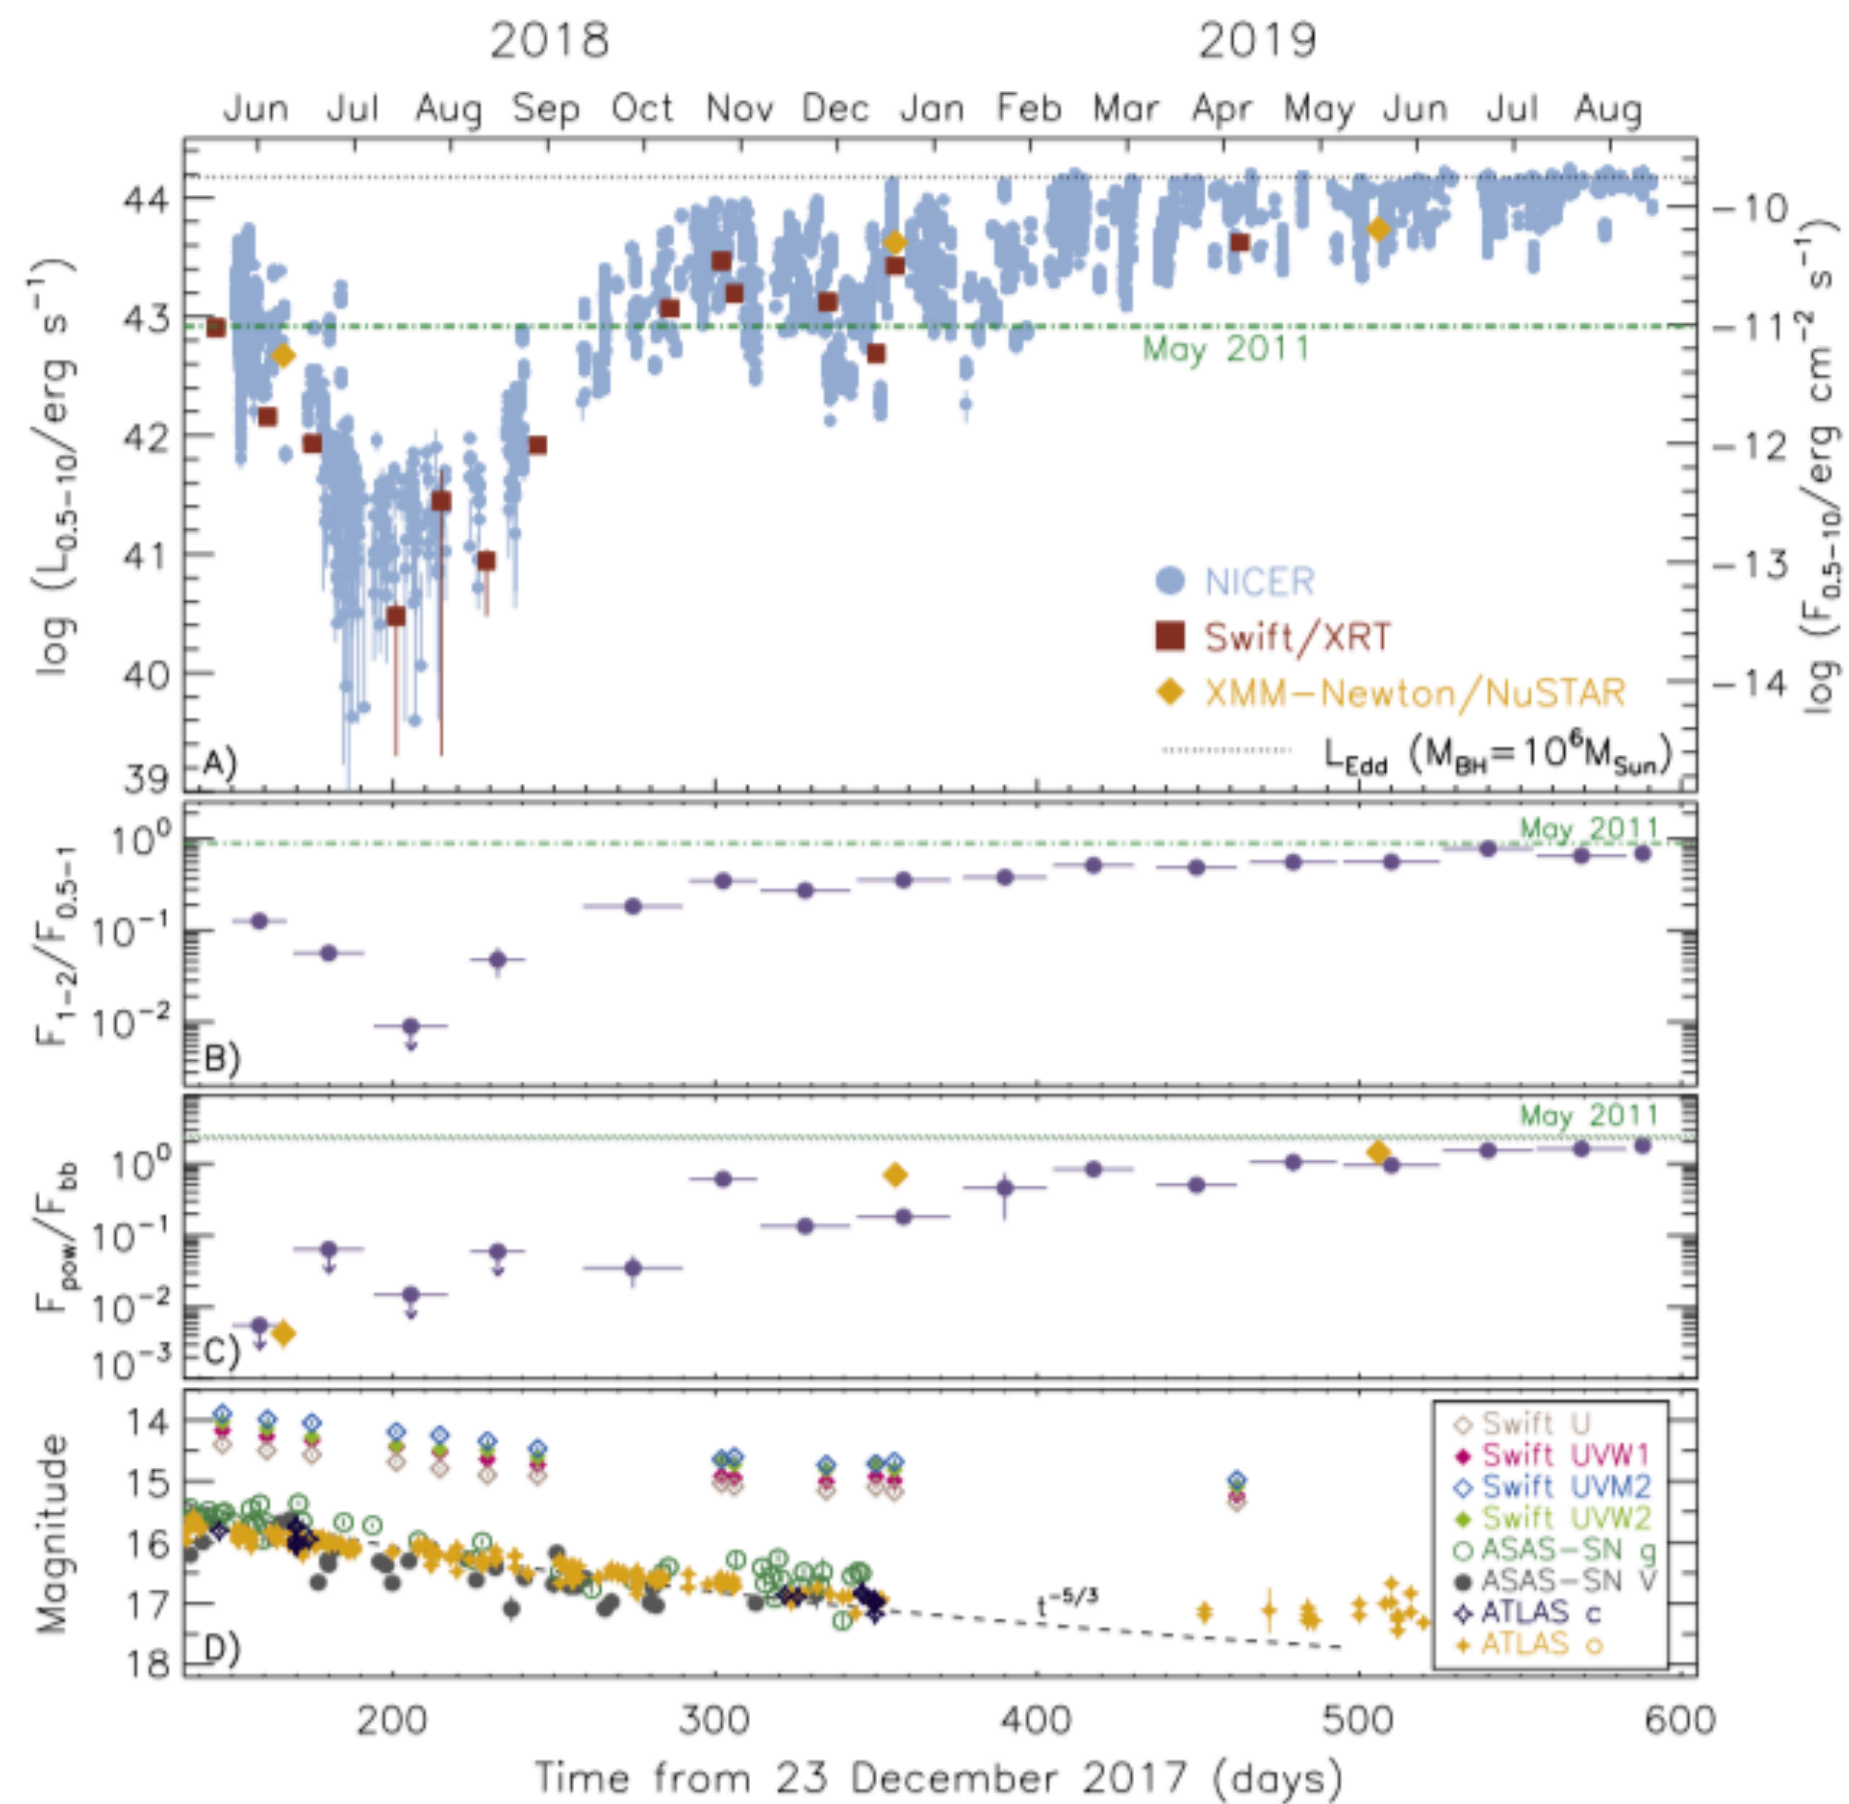 2018 2019
Jun Jul Aug Sep Oct Nov Dec Jan Feb Mar Apr May Jun Jul Aug
log (L0.5−10/erg s−1)
44
43
42
41
40
39
log (F0.5−10/erg cm−2 s−1)
−10
−11
−12
−13
−14
May 2011
NICER
Swift/XRT
XMM−Newton/NuSTAR
LEdd (MBH=10⁶MSun)
A)
F1−2/F0.5−1
10⁰
10⁻¹
10⁻²
May 2011
B)
Fpow/Fbb
10⁰
10⁻¹
10⁻²
10⁻³
May 2011
C)
Magnitude
14
15
16
17
18
t−5/3
Swift U
Swift UVW1
Swift UVM2
Swift UVW2
ASAS−SN g
ASAS−SN V
ATLAS c
ATLAS o
D)
200 300 400 500 600
Time from 23 December 2017 (days)